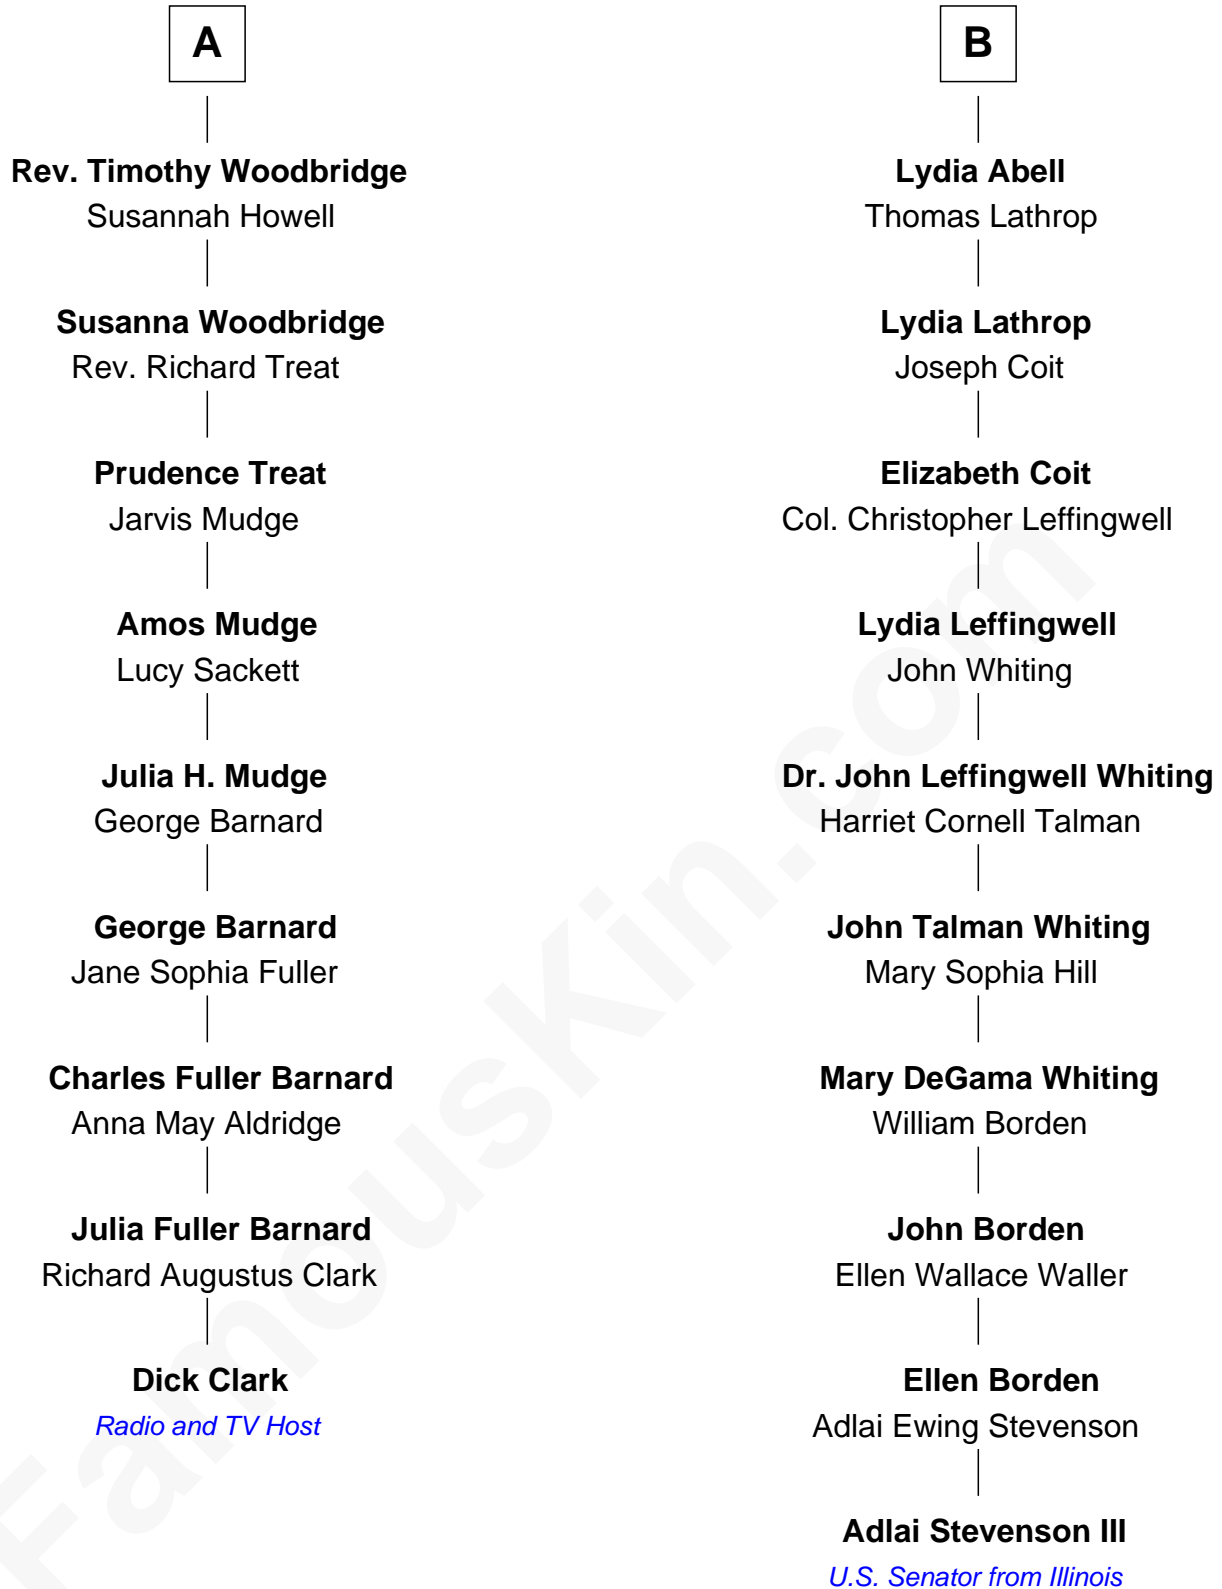 A
Rev. Timothy Woodbridge
Susannah Howell
Susanna Woodbridge
Rev. Richard Treat
Prudence Treat
Jarvis Mudge
Amos Mudge
Lucy Sackett
Julia H. Mudge
George Barnard
George Barnard
Jane Sophia Fuller
Charles Fuller Barnard
Anna May Aldridge
Julia Fuller Barnard
Richard Augustus Clark
Dick Clark
Radio and TV Host
B
Lydia Abell
Thomas Lathrop
Lydia Lathrop
Joseph Coit
Elizabeth Coit
Col. Christopher Leffingwell
Lydia Leffingwell
John Whiting
Dr. John Leffingwell Whiting
Harriet Cornell Talman
John Talman Whiting
Mary Sophia Hill
Mary DeGama Whiting
William Borden
John Borden
Ellen Wallace Waller
Ellen Borden
Adlai Ewing Stevenson
Adlai Stevenson III
U.S. Senator from Illinois
FamousKin.com